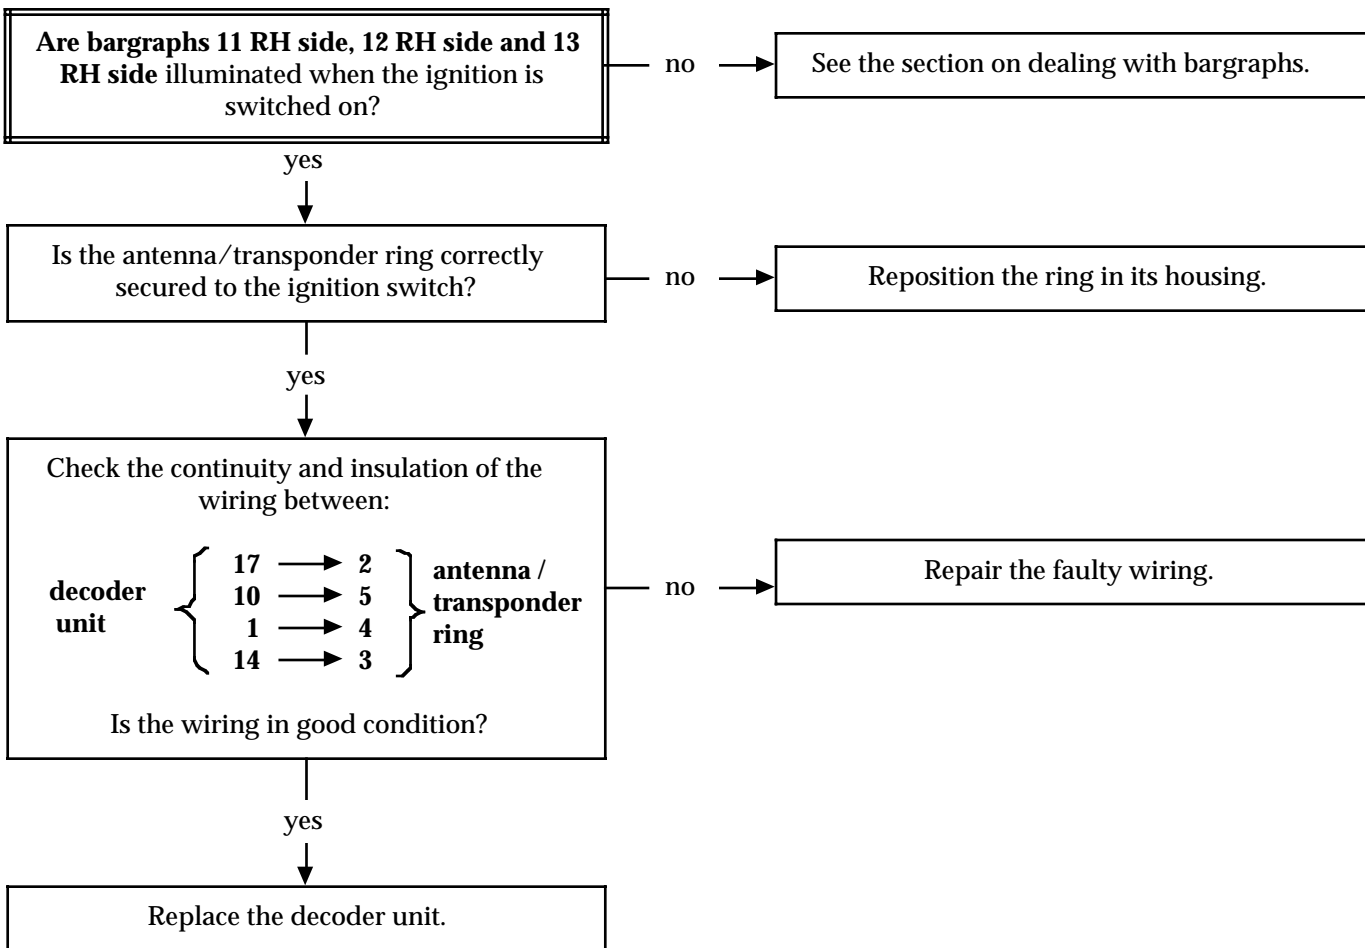 Are bargraphs 11 RH side, 12 RH side and 13
RH side illuminated when the ignition is
switched on?
no
See the section on dealing with bargraphs.
yes
Is the antenna/transponder ring correctly
secured to the ignition switch?
no
Reposition the ring in its housing.
yes
Check the continuity and insulation of the
wiring between:
decoder
unit
17 → 2
10 → 5
1 → 4
14 → 3
antenna /
transponder
ring
Is the wiring in good condition?
no
Repair the faulty wiring.
yes
Replace the decoder unit.